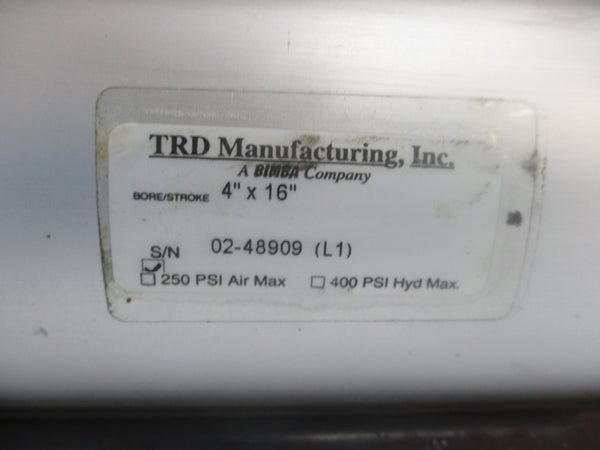 TRD Manufacturing, Inc.
A BIMBA Company
BORE/STROKE 4" x 16"
S/N 02-48909 (L1)
250 PSI Air Max 400 PSI Hyd Max.